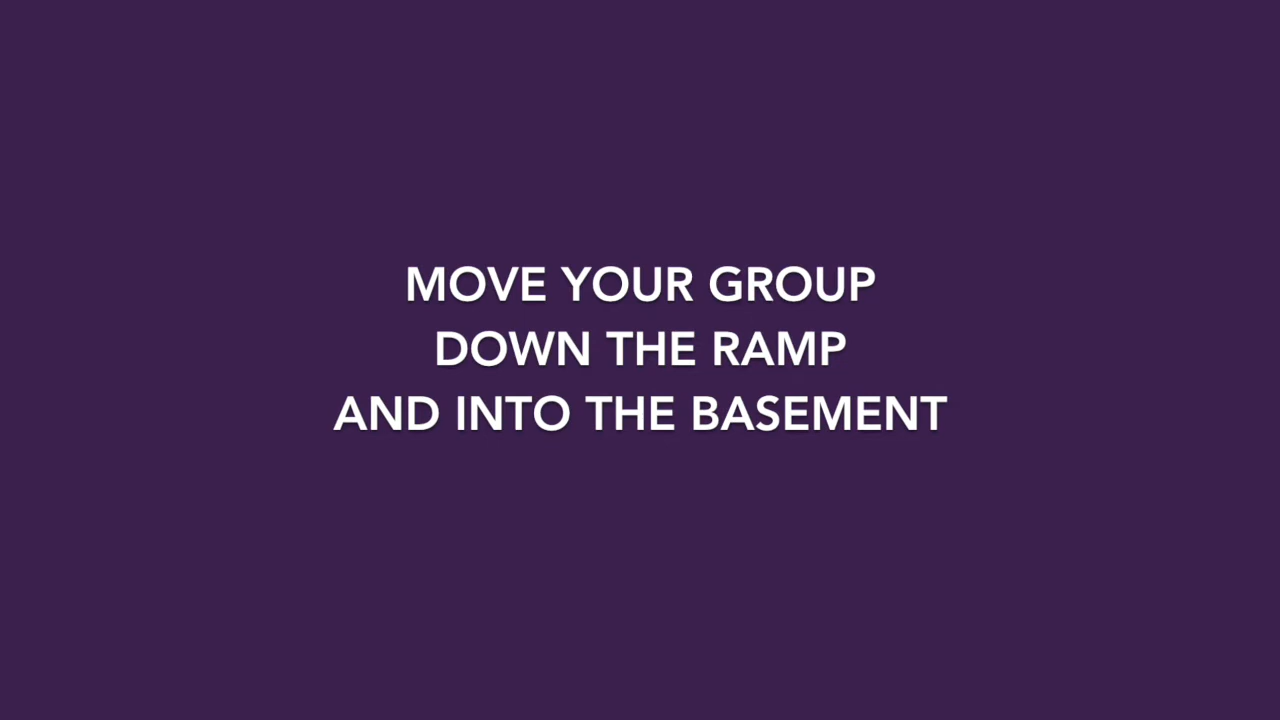 MOVE YOUR GROUP
DOWN THE RAMP
AND INTO THE BASEMENT